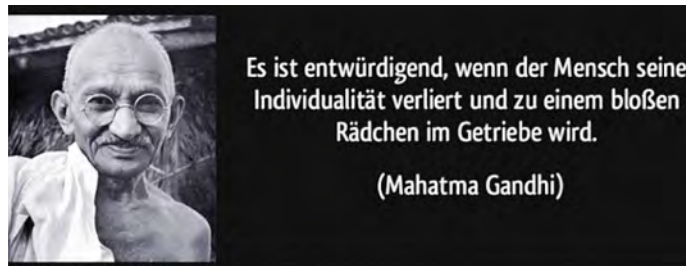 Es ist entwürdigend, wenn der Mensch seine
Individualität verliert und zu einem bloßen
Rädchen im Getriebe wird.
(Mahatma Gandhi)